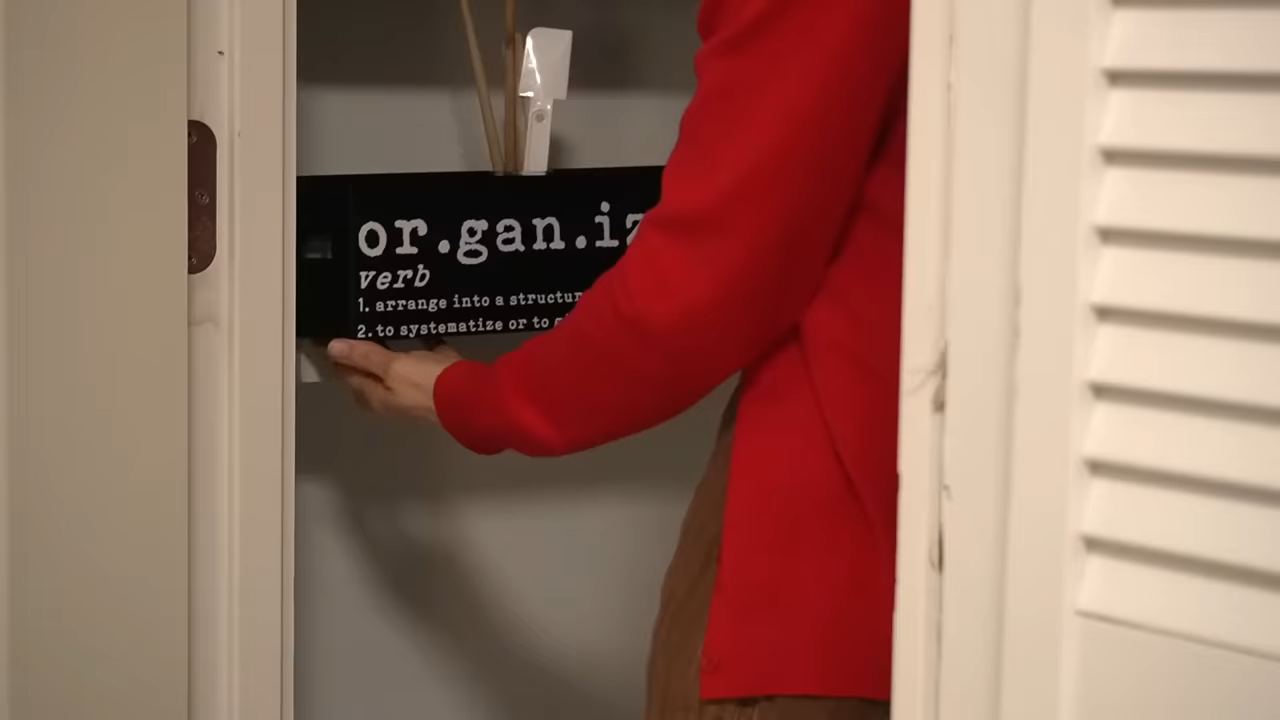 or.gan.iz
verb
1. arrange into a structur
2. to systematize or to